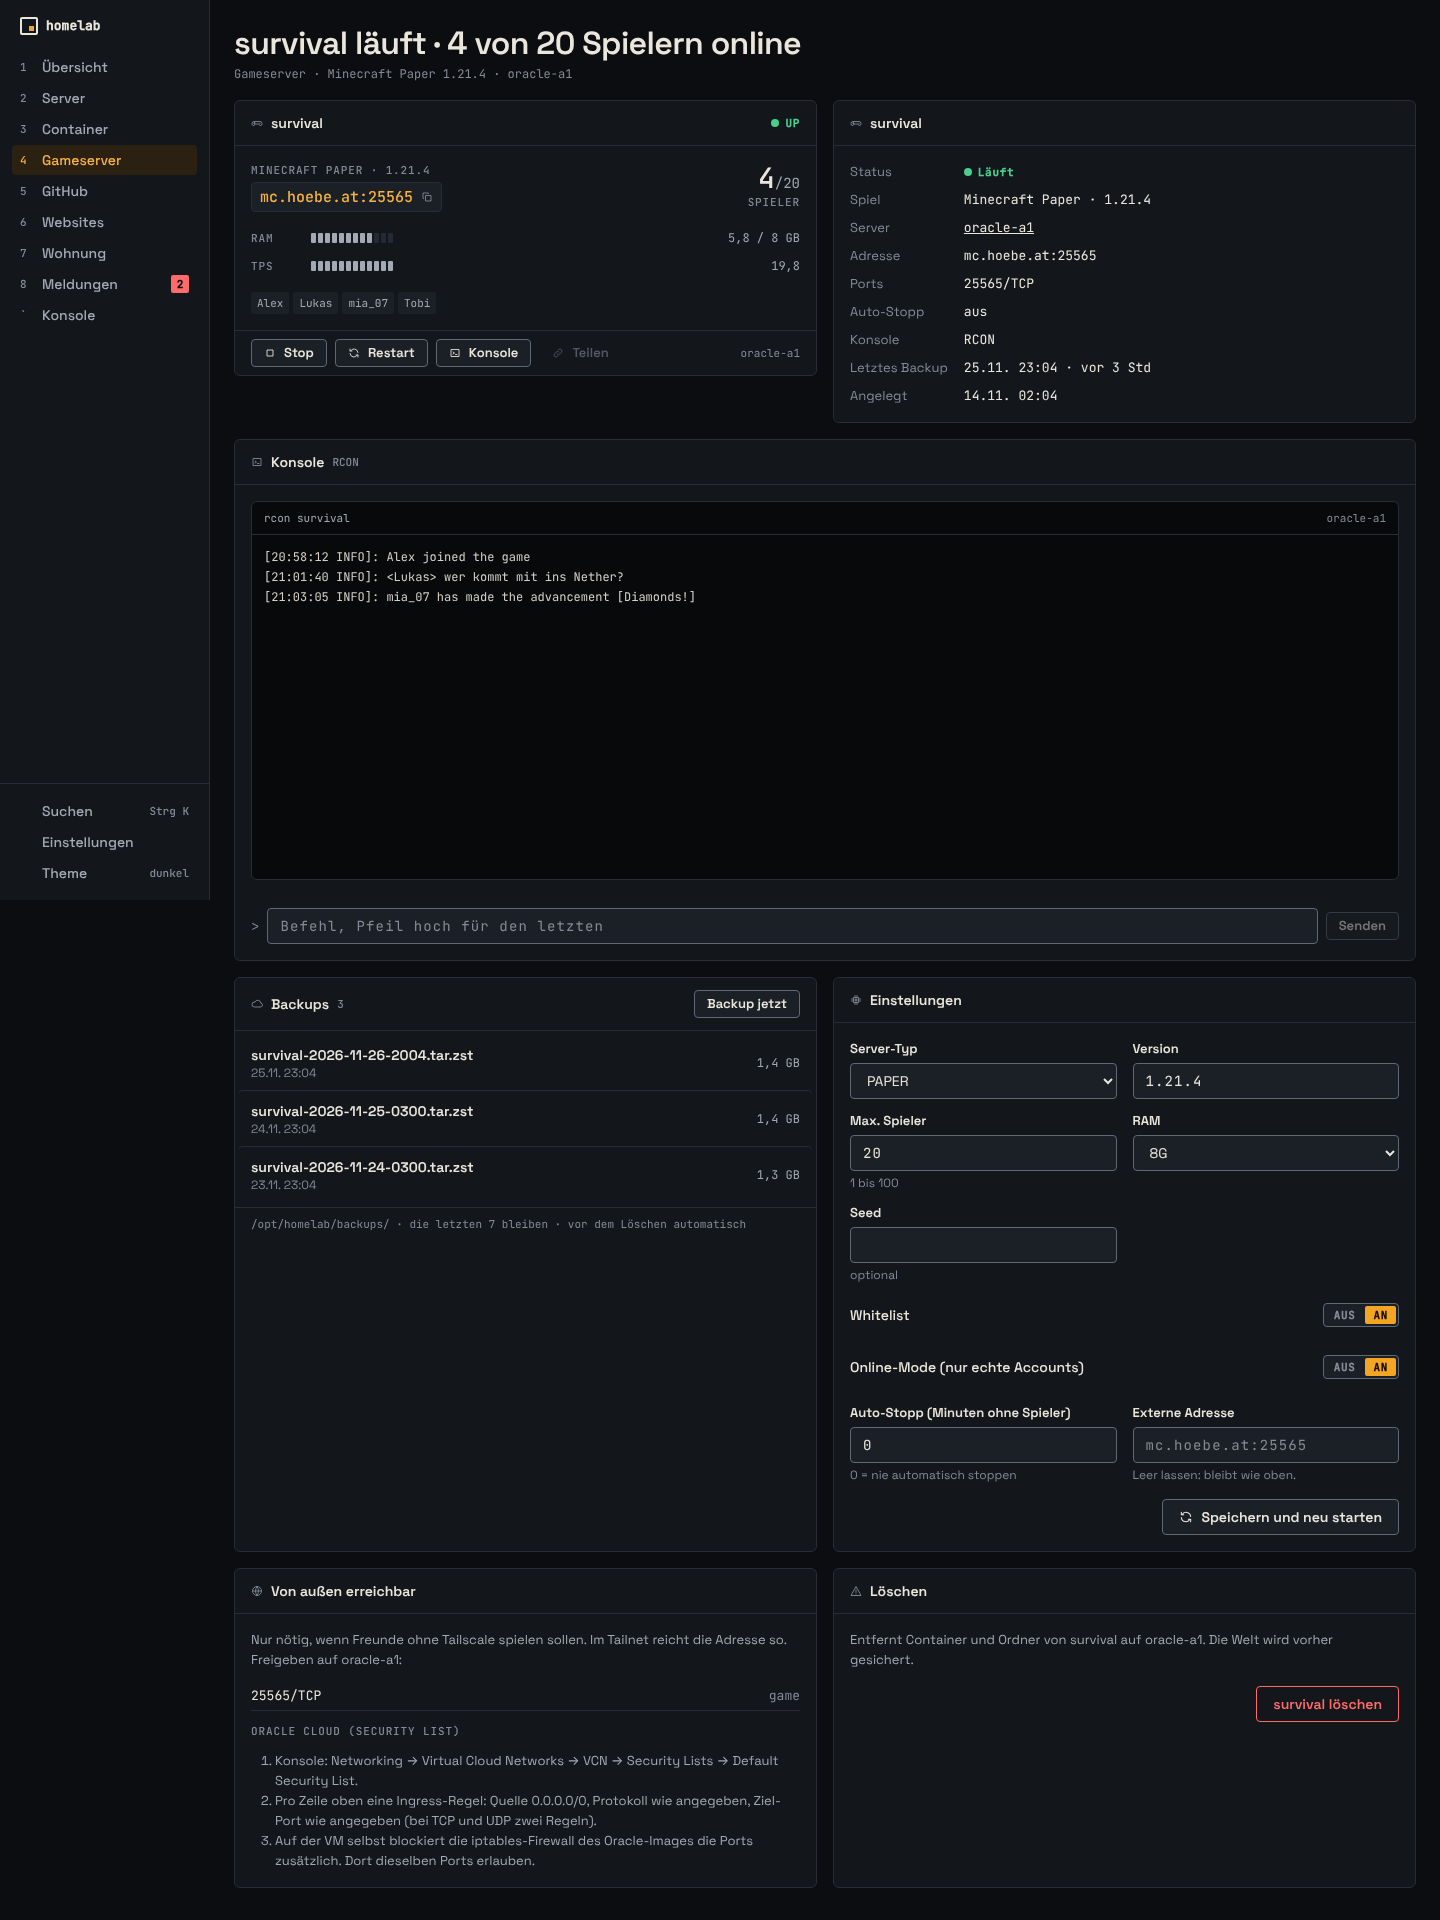 homelab
1 Übersicht
2 Server
3 Container
4 Gameserver
5 GitHub
6 Websites
7 Wohnung
8 Meldungen 2
` Konsole
Suchen Strg K
Einstellungen
Theme dunkel
survival läuft · 4 von 20 Spielern online
Gameserver · Minecraft Paper 1.21.4 · oracle-a1
survival UP
MINECRAFT PAPER · 1.21.4
mc.hoebe.at:25565
4/20
SPIELER
RAM 5,8 / 8 GB
TPS 19,8
Alex Lukas mia_07 Tobi
Stop Restart Konsole Teilen oracle-a1
survival
Status Läuft
Spiel Minecraft Paper · 1.21.4
Server oracle-a1
Adresse mc.hoebe.at:25565
Ports 25565/TCP
Auto-Stopp aus
Konsole RCON
Letztes Backup 25.11. 23:04 · vor 3 Std
Angelegt 14.11. 02:04
Konsole RCON
rcon survival oracle-a1
[20:58:12 INFO]: Alex joined the game
[21:01:40 INFO]: <Lukas> wer kommt mit ins Nether?
[21:03:05 INFO]: mia_07 has made the advancement [Diamonds!]
> Befehl, Pfeil hoch für den letzten Senden
Backups 3 Backup jetzt
survival-2026-11-26-2004.tar.zst
25.11. 23:04
1,4 GB
survival-2026-11-25-0300.tar.zst
24.11. 23:04
1,4 GB
survival-2026-11-24-0300.tar.zst
23.11. 23:04
1,3 GB
/opt/homelab/backups/ · die letzten 7 bleiben · vor dem Löschen automatisch
Einstellungen
Server-Typ Version
PAPER 1.21.4
Max. Spieler RAM
20 8G
1 bis 100
Seed
optional
Whitelist AUS AN
Online-Mode (nur echte Accounts) AUS AN
Auto-Stopp (Minuten ohne Spieler) Externe Adresse
0 mc.hoebe.at:25565
0 = nie automatisch stoppen Leer lassen: bleibt wie oben.
Speichern und neu starten
Von außen erreichbar
Nur nötig, wenn Freunde ohne Tailscale spielen sollen. Im Tailnet reicht die Adresse so.
Freigeben auf oracle-a1:
25565/TCP game
ORACLE CLOUD (SECURITY LIST)
1. Konsole: Networking → Virtual Cloud Networks → VCN → Security Lists → Default
Security List.
2. Pro Zeile oben eine Ingress-Regel: Quelle 0.0.0.0/0, Protokoll wie angegeben, Ziel-
Port wie angegeben (bei TCP und UDP zwei Regeln).
3. Auf der VM selbst blockiert die iptables-Firewall des Oracle-Images die Ports
zusätzlich. Dort dieselben Ports erlauben.
Löschen
Entfernt Container und Ordner von survival auf oracle-a1. Die Welt wird vorher
gesichert.
survival löschen